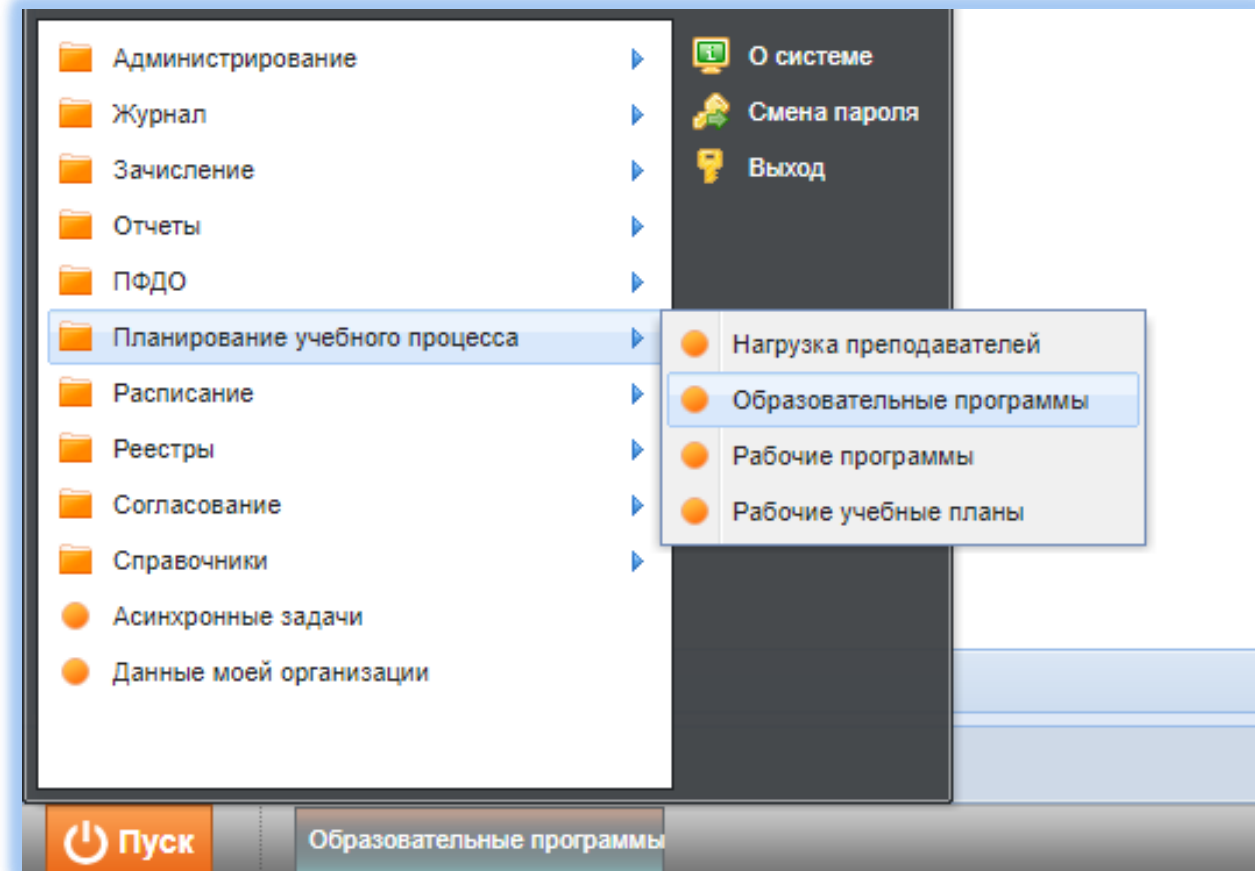 Администрирование
Журнал
Зачисление
Отчеты
ПФДО
Планирование учебного процесса
Расписание
Реестры
Согласование
Справочники
Асинхронные задачи
Данные моей организации
О системе
Смена пароля
Выход
Нагрузка преподавателей
Образовательные программы
Рабочие программы
Рабочие учебные планы
Пуск
Образовательные программы